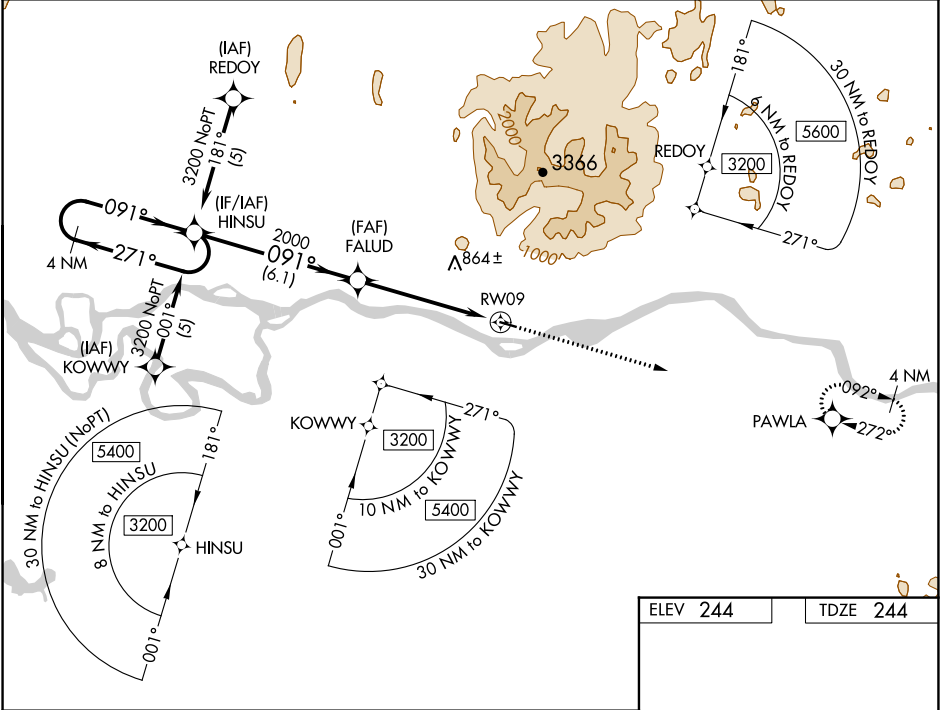 (IAF)
REDOY
3200 NoPT
181°
(5)
091°
(IF/IAF)
HINSU
4 NM
271°
2000
091°
(6.1)
(FAF)
FALUD
3200 NoPT
001°
(5)
(IAF)
KOWWY
864±
2000
3366
1000
RW09
181°
30 NM to REDOY
6 NM to REDOY
5600
REDOY
3200
271°
4 NM
092°
PAWLA
272°
30 NM to HINSU (NoPT)
5400
181°
8 NM to HINSU
3200
HINSU
001°
KOWWY
271°
3200
10 NM to KOWWY
5400
001°
30 NM to KOWWY
ELEV 244
TDZE 244